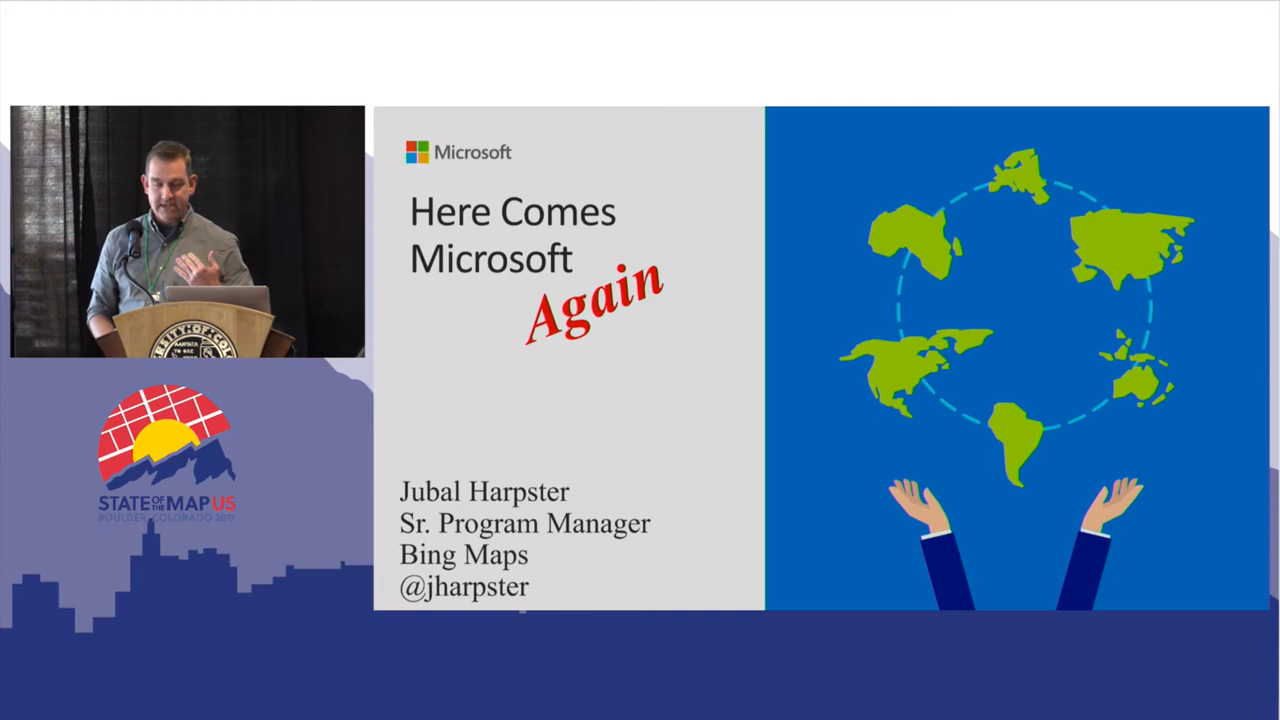 Microsoft
Here Comes
Microsoft
Again
Jubal Harpster
Sr. Program Manager
Bing Maps
@jharpster
STATE OF THE MAP US
BOULDER, COLORADO 2017